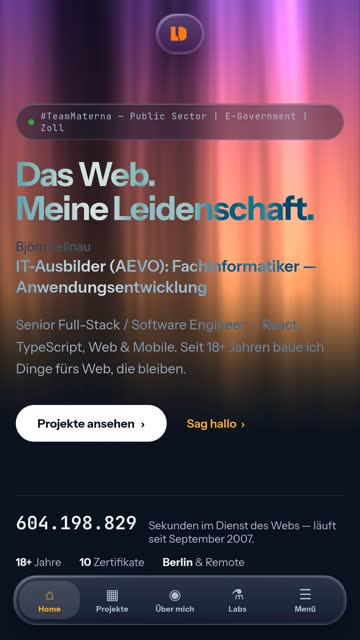 #TeamMaterna — Public Sector | E-Government |
Zoll
Das Web.
Meine Leidenschaft.
Björn Zellnau
IT-Ausbilder (AEVO): Fachinformatiker —
Anwendungsentwicklung
Senior Full-Stack / Software Engineer — React,
TypeScript, Web & Mobile. Seit 18+ Jahren baue ich
Dinge fürs Web, die bleiben.
Projekte ansehen ›
Sag hallo ›
604.198.829 Sekunden im Dienst des Webs — läuft
seit September 2007.
18+ Jahre 10 Zertifikate Berlin & Remote
Home Projekte Über mich Labs Menü